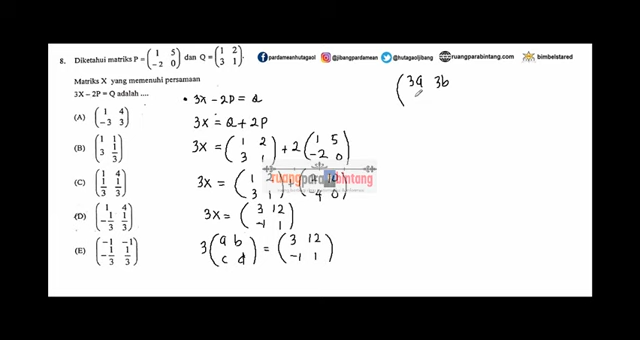 8. Diketahui matriks P = (1 5 -2 0) dan Q = (1 2 3 1).
pardameanhutagaol @jibangpardamean @hutagaoljibang ruangparabintang.com bimbelstared
Matriks X yang memenuhi persamaan
3X – 2P = Q adalah ....
(A) (1 4 -3 3)
(B) (1 1 3 1/3)
(C) (1 4 1/3 1/3)
(D) (1 4 -1/3 1/3)
(E) (-1 -1 -1/3 1/3)
• 3X - 2P = Q
3X = Q + 2P
3X = (1 2 3 1) + 2 (1 5 -2 0)
3X = (1 2 3 1) + (2 10 -4 0)
ruangparabintang
3X = (3 12 -1 1)
3 (a b c d) = (3 12 -1 1)
(3a 3b